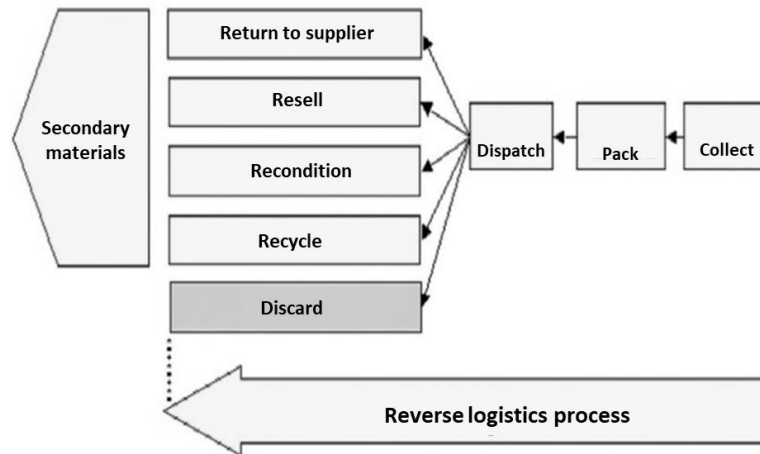 Return to supplier
Resell
Secondary
materials
Recondition
Dispatch
Pack
Collect
Recycle
Discard
Reverse logistics process